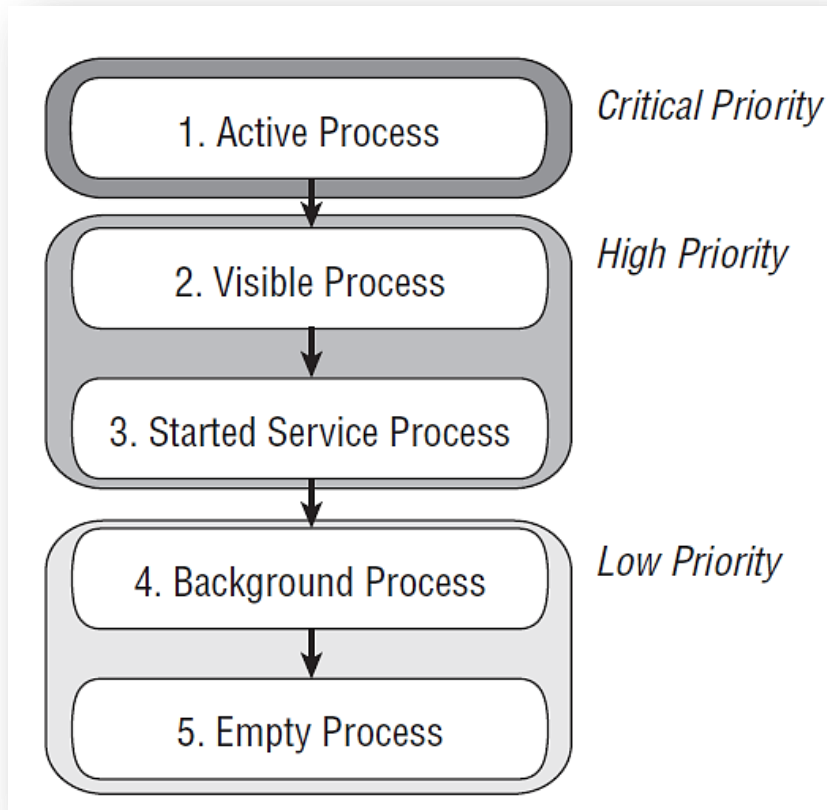 1. Active Process
Critical Priority
2. Visible Process
High Priority
3. Started Service Process
4. Background Process
Low Priority
5. Empty Process